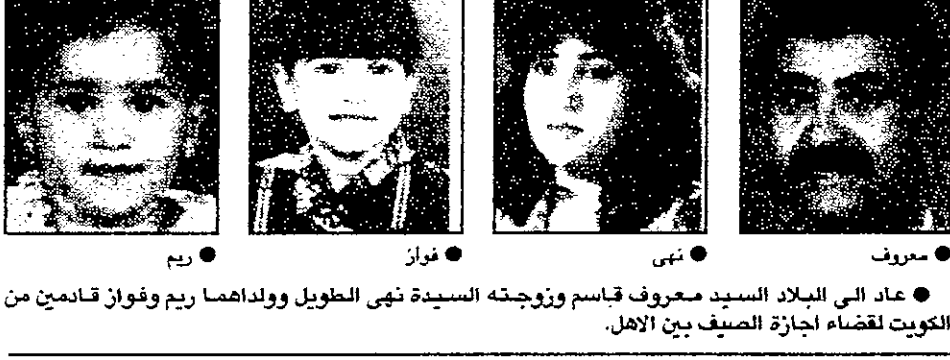 ● معروف
● نهى
● فواز
● ريم
● عاد الى البلاد السيد معروف قاسم وزوجته السيدة نهى الطويل وولداهما ريم وفواز قادمين من
الكويت لقضاء اجازة الصيف بين الاهل.